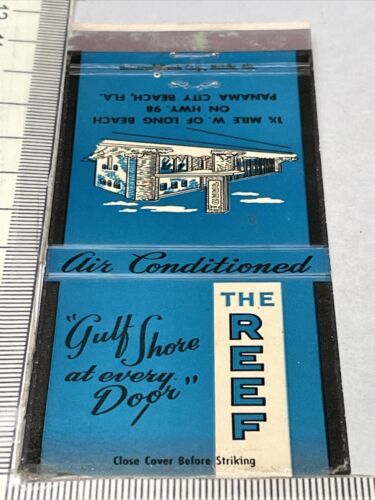 1½ MILE W. OF LONG BEACH
ON HWY. 98
PANAMA CITY BEACH, FLA.
Air Conditioned
"Gulf Shore
at every
Door"
THE
REEF
Close Cover Before Striking